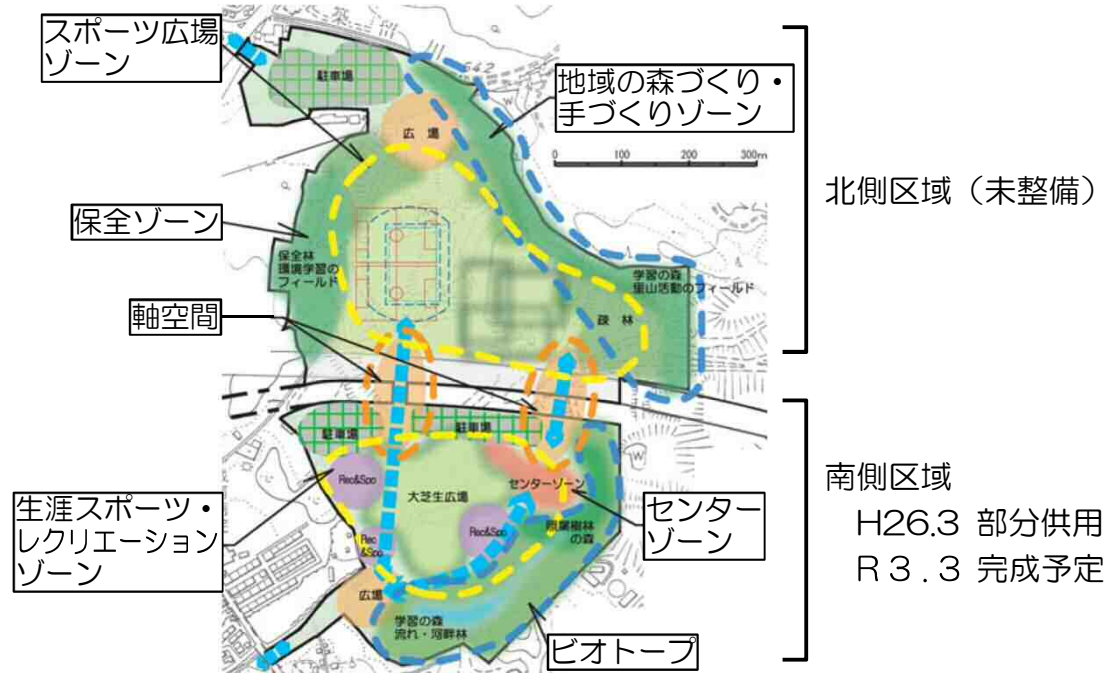 スポーツ広場
ゾーン
地域の森づくり・
手づくりゾーン
駐車場
642
広場
0 100 200 300m
北側区域（未整備）
保全ゾーン
保全林
環境学習の
フィールド
学習の森
里山活動のフィールド
疎林
軸空間
駐車場
駐車場
南側区域
H26.3 部分供用
R3.3 完成予定
生涯スポーツ・
レクリエーション
ゾーン
Rec&Spo
大芝生広場
センターゾーン
センター
ゾーン
Rec
&Spo
Rec&Spo
照葉樹林
の森
広場
学習の森
流れ・河畔林
ビオトープ